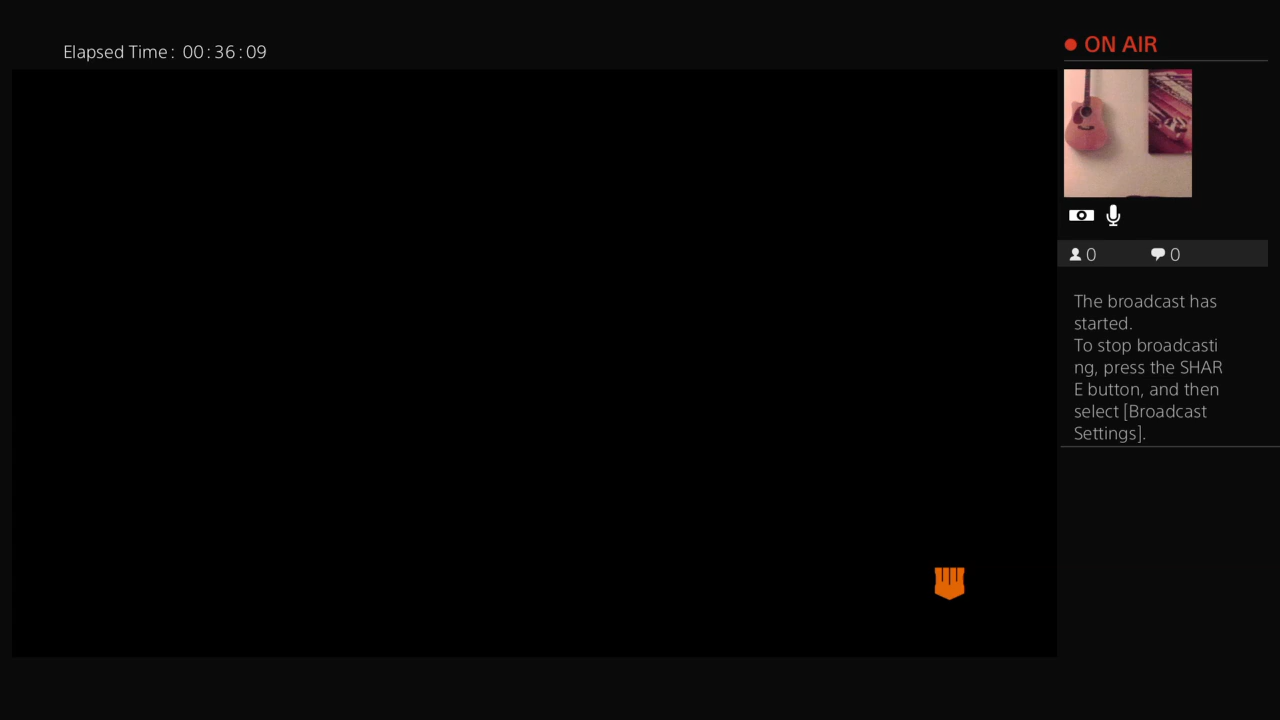 Elapsed Time: 00:36:09
ON AIR
0 0
The broadcast has
started.
To stop broadcasti
ng, press the SHAR
E button, and then
select [Broadcast
Settings].